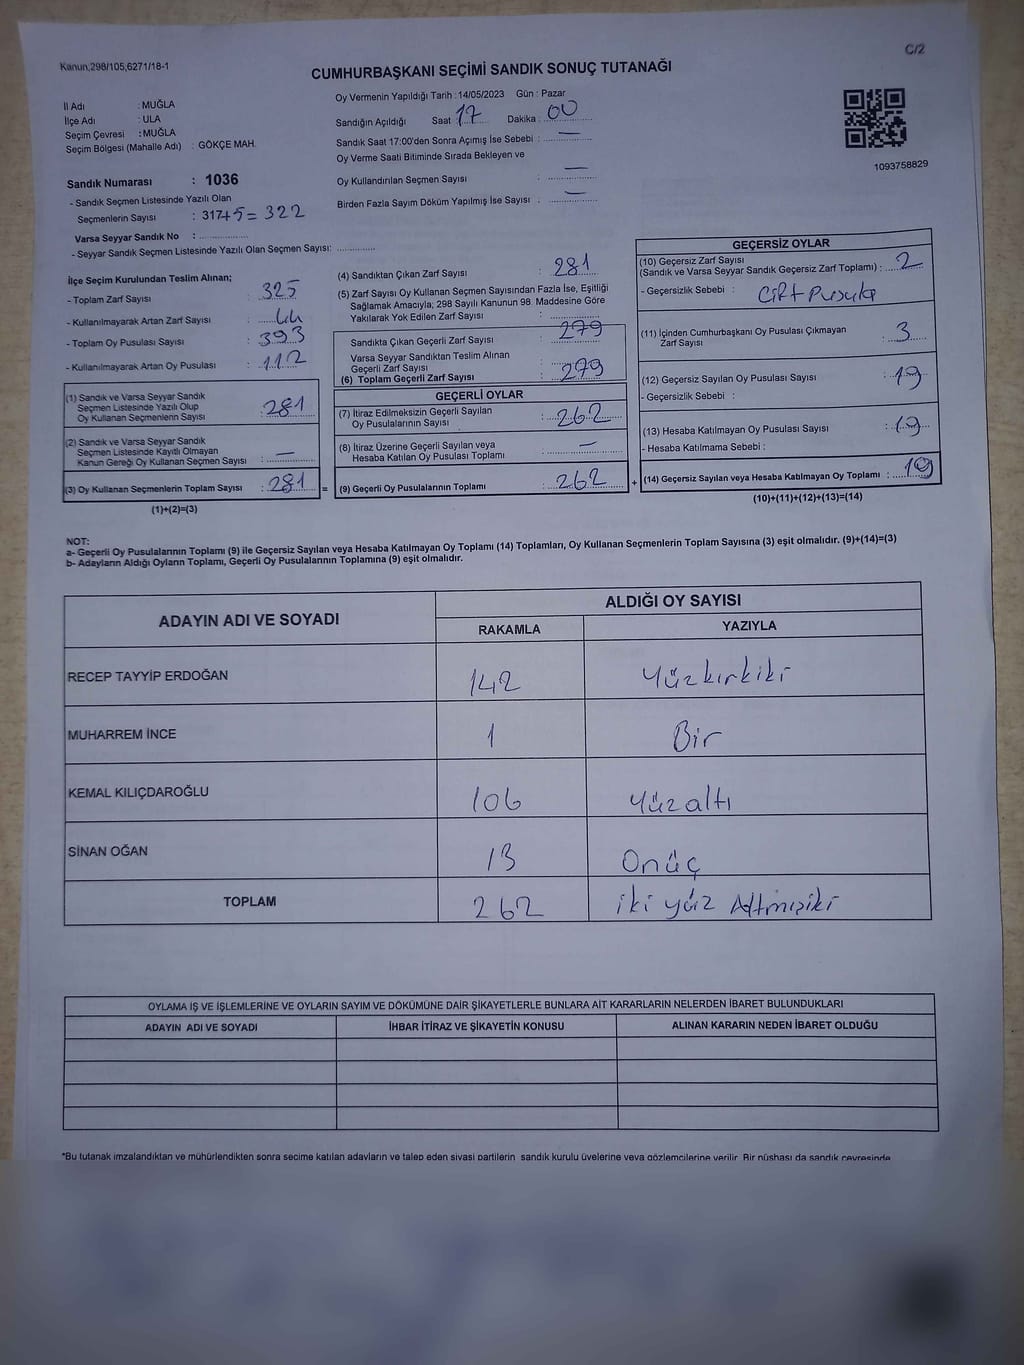 Kanun,298/105,6271/18-1
C/2
CUMHURBAŞKANI SEÇİMİ SANDIK SONUÇ TUTANAĞI
İl Adı : MUĞLA
İlçe Adı : ULA
Seçim Çevresi : MUĞLA
Seçim Bölgesi (Mahalle Adı) : GÖKÇE MAH.
Sandık Numarası : 1036
- Sandık Seçmen Listesinde Yazılı Olan
Seçmenlerin Sayısı : 317+5= 322
Varsa Seyyar Sandık No :
- Seyyar Sandık Seçmen Listesinde Yazılı Olan Seçmen Sayısı:
Oy Vermenin Yapıldığı Tarih : 14/05/2023 Gün : Pazar
Sandığın Açıldığı Saat 17 Dakika : 00
Sandık Saat 17:00'den Sonra Açımış İse Sebebi : —
Oy Verme Saati Bitiminde Sırada Bekleyen ve
Oy Kullandırılan Seçmen Sayısı : —
Birden Fazla Sayım Döküm Yapılmış İse Sayısı : —
1093758829
İlçe Seçim Kurulundan Teslim Alınan;
- Toplam Zarf Sayısı : 325
- Kullanılmayarak Artan Zarf Sayısı : 44
- Toplam Oy Pusulası Sayısı : 393
- Kullanılmayarak Artan Oy Pusulası : 112
(1) Sandık ve Varsa Seyyar Sandık
Seçmen Listesinde Yazılı Olup
Oy Kullanan Seçmenlerin Sayısı : 281
(2) Sandık ve Varsa Seyyar Sandık
Seçmen Listesinde Kayıtlı Olmayan
Kanun Gereği Oy Kullanan Seçmen Sayısı : —
(3) Oy Kullanan Seçmenlerin Toplam Sayısı : 281 =
(1)+(2)=(3)
(4) Sandıktan Çıkan Zarf Sayısı : 281
(5) Zarf Sayısı Oy Kullanan Seçmen Sayısından Fazla İse, Eşitliği
Sağlamak Amacıyla; 298 Sayılı Kanunun 98. Maddesine Göre
Yakılarak Yok Edilen Zarf Sayısı :
Sandıkta Çıkan Geçerli Zarf Sayısı : 279
Varsa Seyyar Sandıktan Teslim Alınan
Geçerli Zarf Sayısı :
(6) Toplam Geçerli Zarf Sayısı : 279
GEÇERLİ OYLAR
(7) İtiraz Edilmeksizin Geçerli Sayılan
Oy Pusulalarının Sayısı : 262
(8) İtiraz Üzerine Geçerli Sayılan veya
Hesaba Katılan Oy Pusulası Toplamı : —
(9) Geçerli Oy Pusulalarının Toplamı : 262 +
GEÇERSİZ OYLAR
(10) Geçersiz Zarf Sayısı
(Sandık ve Varsa Seyyar Sandık Geçersiz Zarf Toplamı) : 2
- Geçersizlik Sebebi : Çift Pusula
(11) İçinden Cumhurbaşkanı Oy Pusulası Çıkmayan
Zarf Sayısı : 3
(12) Geçersiz Sayılan Oy Pusulası Sayısı : 19
- Geçersizlik Sebebi :
(13) Hesaba Katılmayan Oy Pusulası Sayısı : 19
- Hesaba Katılmama Sebebi :
(14) Geçersiz Sayılan veya Hesaba Katılmayan Oy Toplamı : 19
(10)+(11)+(12)+(13)=(14)
NOT:
a- Geçerli Oy Pusulalarının Toplamı (9) ile Geçersiz Sayılan veya Hesaba Katılmayan Oy Toplamı (14) Toplamları, Oy Kullanan Seçmenlerin Toplam Sayısına (3) eşit olmalıdır. (9)+(14)=(3)
b- Adayların Aldığı Oyların Toplamı, Geçerli Oy Pusulalarının Toplamına (9) eşit olmalıdır.
ADAYIN ADI VE SOYADI ALDIĞI OY SAYISI
RAKAMLA YAZIYLA
RECEP TAYYİP ERDOĞAN 142 Yüzkırkiki
MUHARREM İNCE 1 Bir
KEMAL KILIÇDAROĞLU 106 Yüzaltı
SİNAN OĞAN 13 Onüç
TOPLAM 262 iki yüz Altmışiki
OYLAMA İŞ VE İŞLEMLERİNE VE OYLARIN SAYIM VE DÖKÜMÜNE DAİR ŞİKAYETLERLE BUNLARA AİT KARARLARIN NELERDEN İBARET BULUNDUKLARI
ADAYIN ADI VE SOYADI İHBAR İTİRAZ VE ŞİKAYETİN KONUSU ALINAN KARARIN NEDEN İBARET OLDUĞU
*Bu tutanak imzalandıktan ve mühürlendikten sonra seçime katılan adayların ve talep eden siyasi partilerin sandık kurulu üyelerine veya gözlemcilerine verilir. Bir nüshası da sandık çevresinde